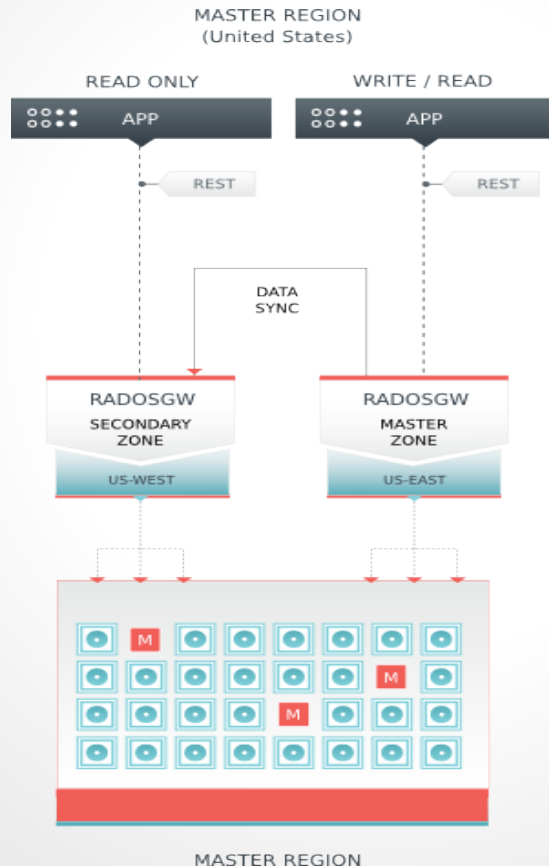 MASTER REGION
(United States)
READ ONLY
WRITE / READ
APP
APP
REST
REST
DATA
SYNC
RADOSGW
SECONDARY
ZONE
US-WEST
RADOSGW
MASTER
ZONE
US-EAST
M
M
M
MASTER REGION